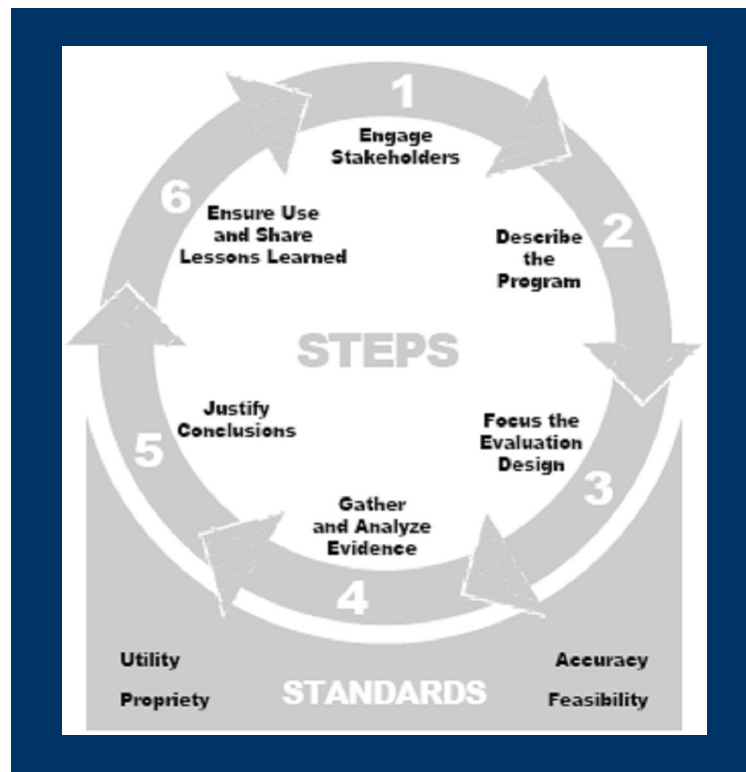 1
Engage
Stakeholders
2
Describe
the
Program
3
Focus the
Evaluation
Design
4
Gather
and Analyze
Evidence
5
Justify
Conclusions
6
Ensure Use
and Share
Lessons Learned
STEPS
Utility
Propriety
STANDARDS
Accuracy
Feasibility